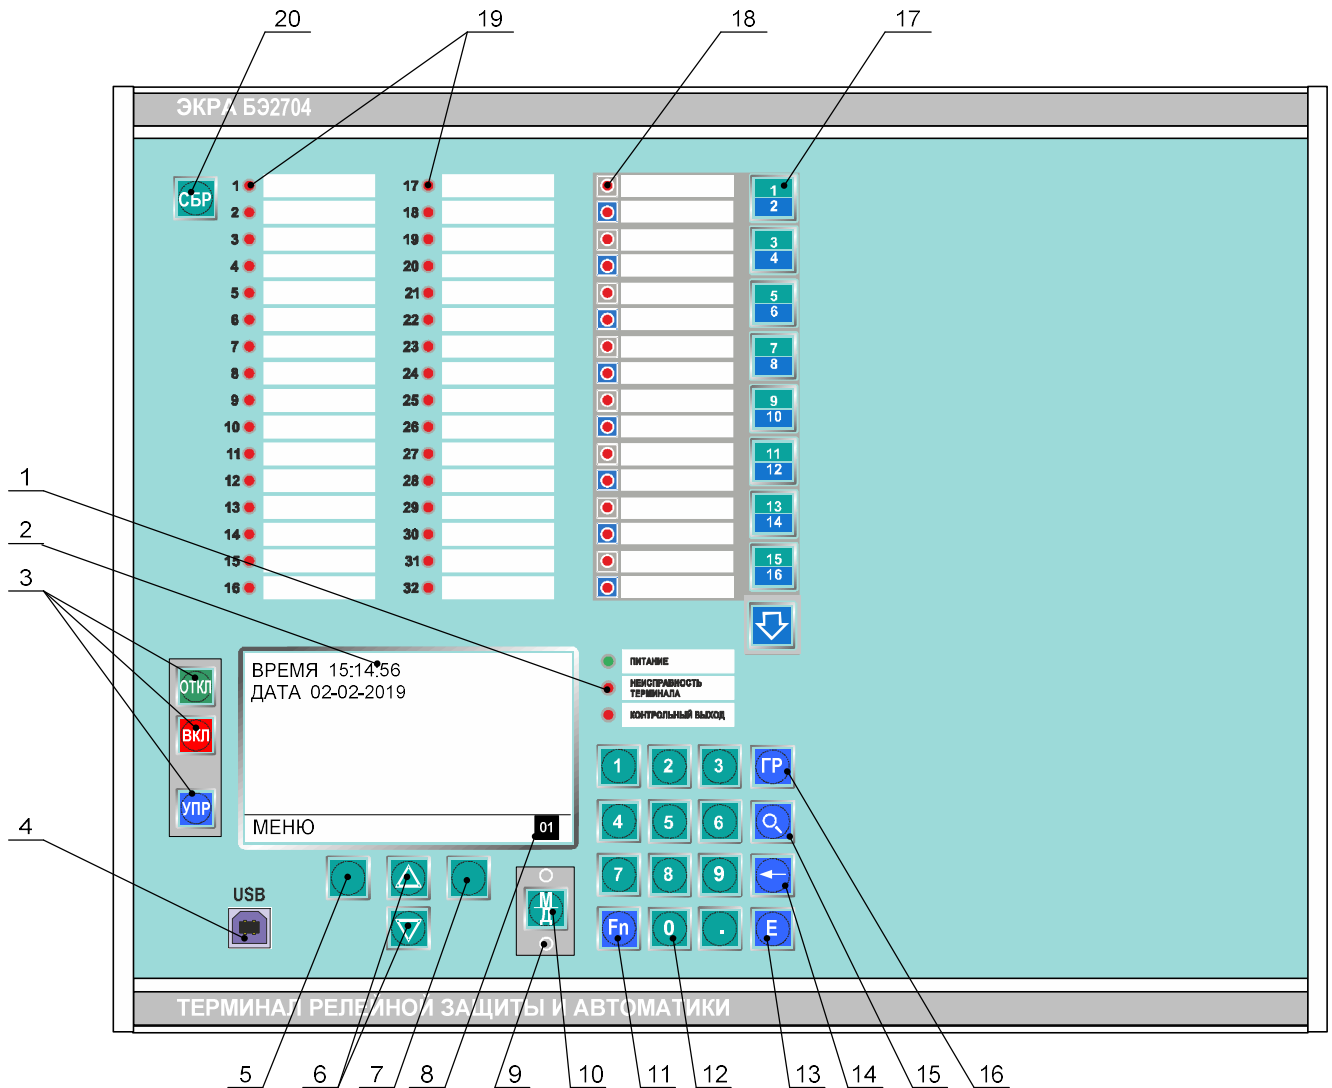 20 19 18 17
ЭКРА БЭ2704
СБР
1 17 1
2 18 2
3 19 3
4 20 4
5 21 5
6 22 6
7 23 7
8 24 8
9 25 9
10 26 10
11 27 11
12 28 12
13 29 13
14 30 14
15 31 15
16 32 16
1
2
3
ОТКЛ
ВКЛ
УПР
4
ВРЕМЯ 15:14:56
ДАТА 02-02-2019
МЕНЮ 01
ПИТАНИЕ
НЕИСПРАВНОСТЬ
ТЕРМИНАЛА
КОНТРОЛЬНЫЙ ВЫХОД
1 2 3 ГР
4 5 6
7 8 9
Fn 0 . E
USB
М
Д
ТЕРМИНАЛ РЕЛЕЙНОЙ ЗАЩИТЫ И АВТОМАТИКИ
5 6 7 8 9 10 11 12 13 14 15 16